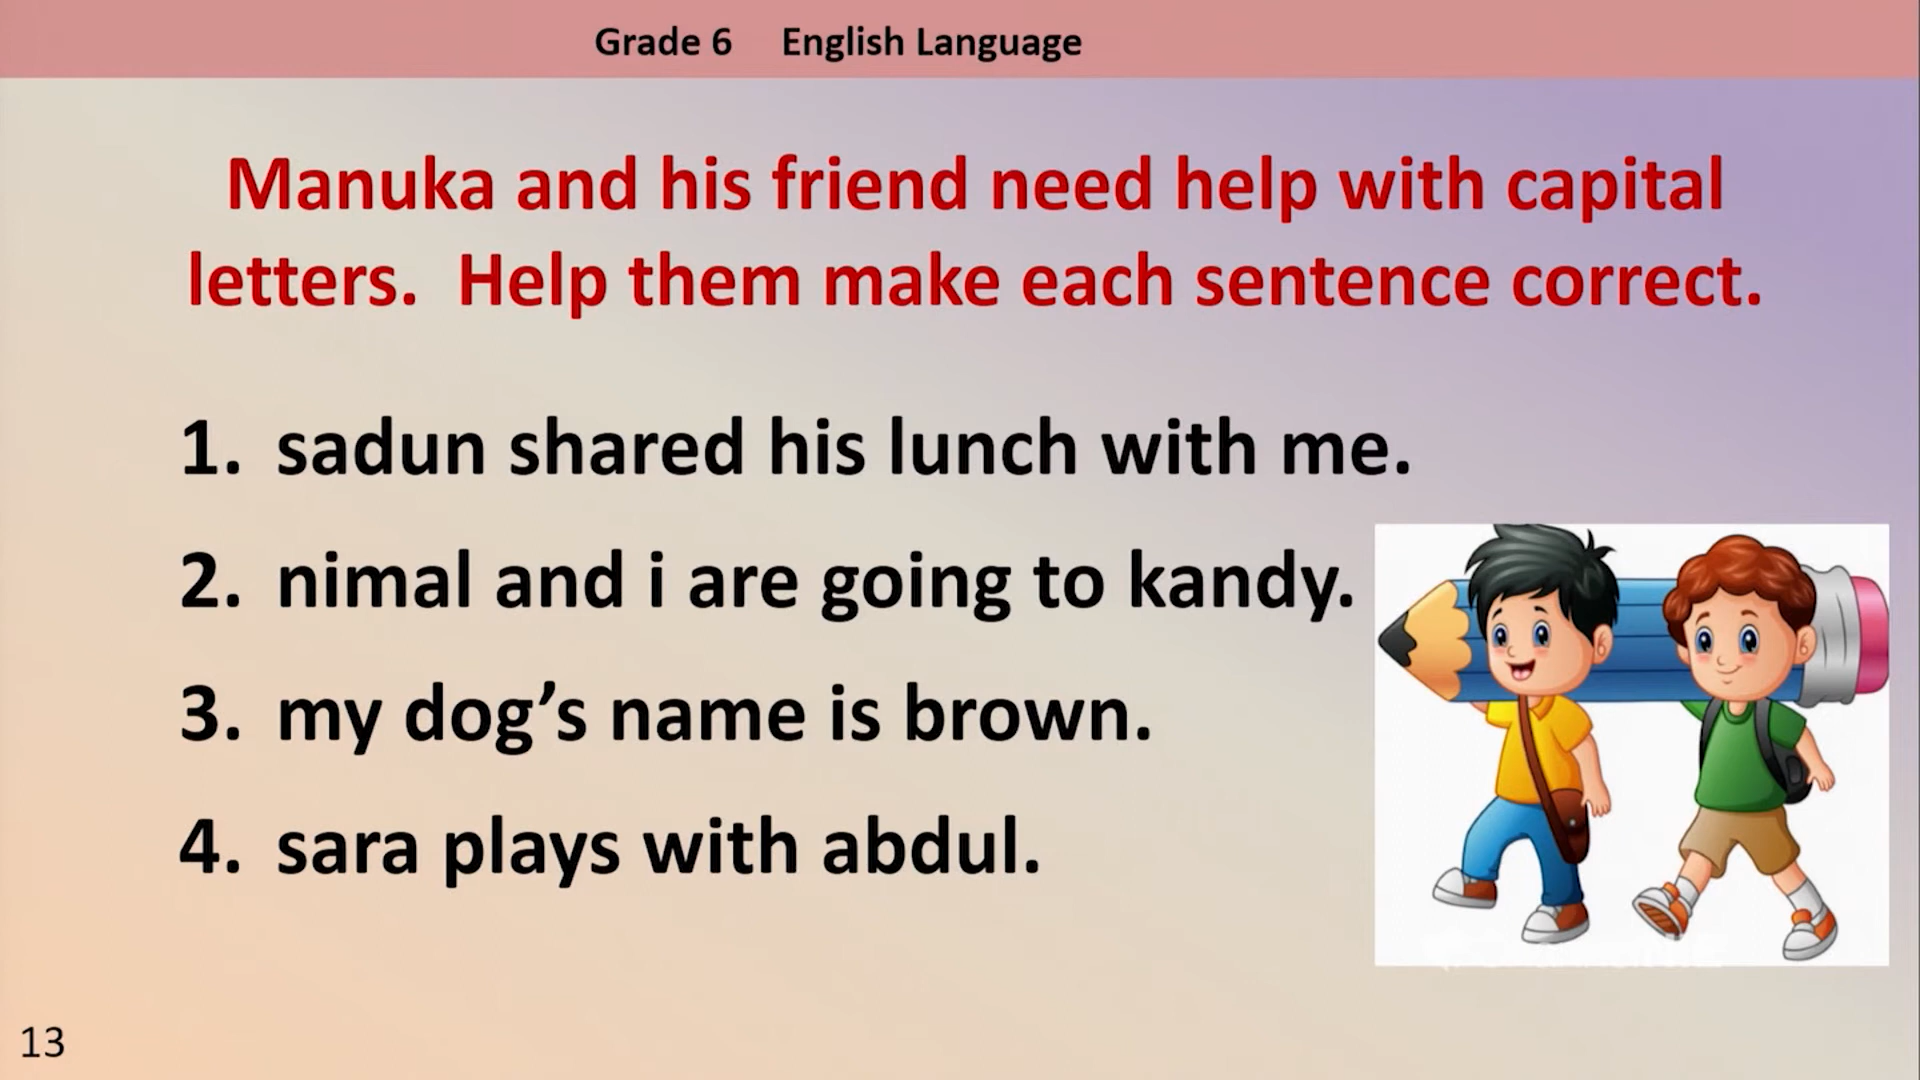 Grade 6 English Language
Manuka and his friend need help with capital
letters. Help them make each sentence correct.
1. sadun shared his lunch with me.
2. nimal and i are going to kandy.
3. my dog’s name is brown.
4. sara plays with abdul.
13